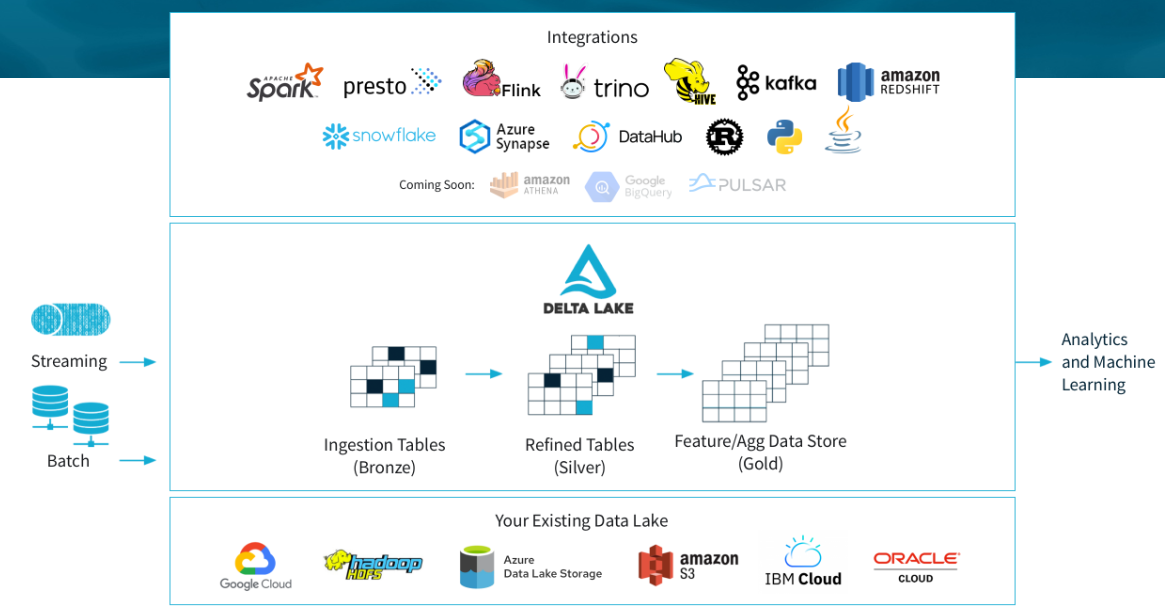 Integrations
APACHE
Spark
presto
Flink
trino
HIVE
kafka
amazon
REDSHIFT
snowflake
Azure
Synapse
DataHub
R
Coming Soon:
amazon
ATHENA
Google
BigQuery
PULSAR
DELTA LAKE
Streaming
Batch
Ingestion Tables
(Bronze)
Refined Tables
(Silver)
Feature/Agg Data Store
(Gold)
Analytics
and Machine
Learning
Your Existing Data Lake
Google Cloud
hadoop
HDFS
Azure
Data Lake Storage
amazon
S3
IBM Cloud
ORACLE
CLOUD